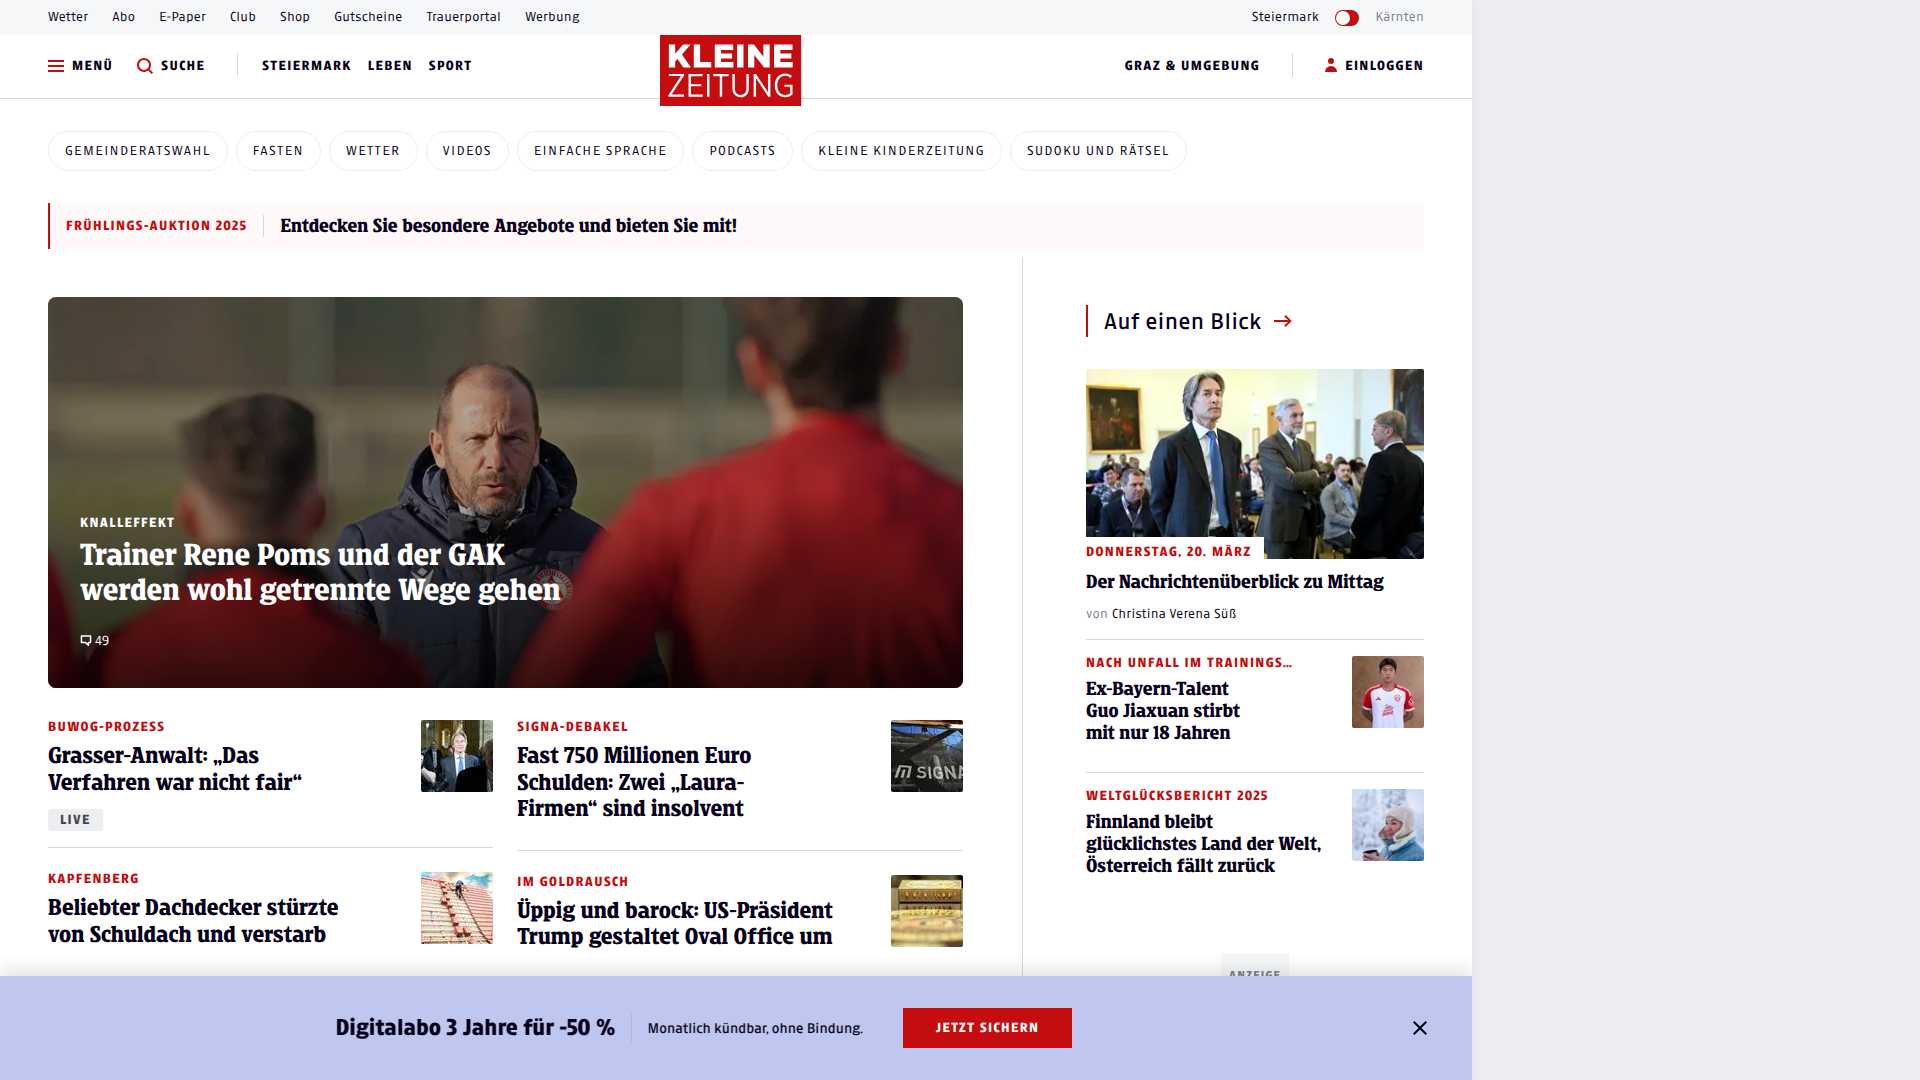 Wetter Abo E-Paper Club Shop Gutscheine Trauerportal Werbung Steiermark Kärnten
MENÜ SUCHE STEIERMARK LEBEN SPORT KLEINE ZEITUNG GRAZ & UMGEBUNG EINLOGGEN
GEMEINDERATSWAHL FASTEN WETTER VIDEOS EINFACHE SPRACHE PODCASTS KLEINE KINDERZEITUNG SUDOKU UND RÄTSEL
FRÜHLINGS-AUKTION 2025 Entdecken Sie besondere Angebote und bieten Sie mit!
KNALLEFFEKT
Trainer Rene Poms und der GAK
werden wohl getrennte Wege gehen
49
BUWOG-PROZESS
Grasser-Anwalt: „Das
Verfahren war nicht fair“
LIVE
SIGNA-DEBAKEL
Fast 750 Millionen Euro
Schulden: Zwei „Laura-
Firmen“ sind insolvent
SIGNA
KAPFENBERG
Beliebter Dachdecker stürzte
von Schuldach und verstarb
IM GOLDRAUSCH
Üppig und barock: US-Präsident
Trump gestaltet Oval Office um
Auf einen Blick
DONNERSTAG, 20. MÄRZ
Der Nachrichtenüberblick zu Mittag
von Christina Verena Süß
NACH UNFALL IM TRAININGS…
Ex-Bayern-Talent
Guo Jiaxuan stirbt
mit nur 18 Jahren
WELTGLÜCKSBERICHT 2025
Finnland bleibt
glücklichstes Land der Welt,
Österreich fällt zurück
ANZEIGE
Digitalabo 3 Jahre für -50 % Monatlich kündbar, ohne Bindung. JETZT SICHERN